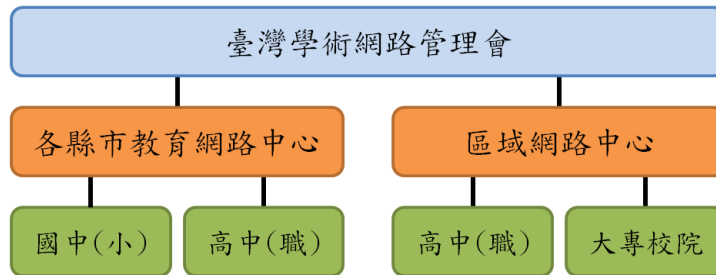 臺灣學術網路管理會
各縣市教育網路中心
區域網路中心
國中(小)
高中(職)
高中(職)
大專校院